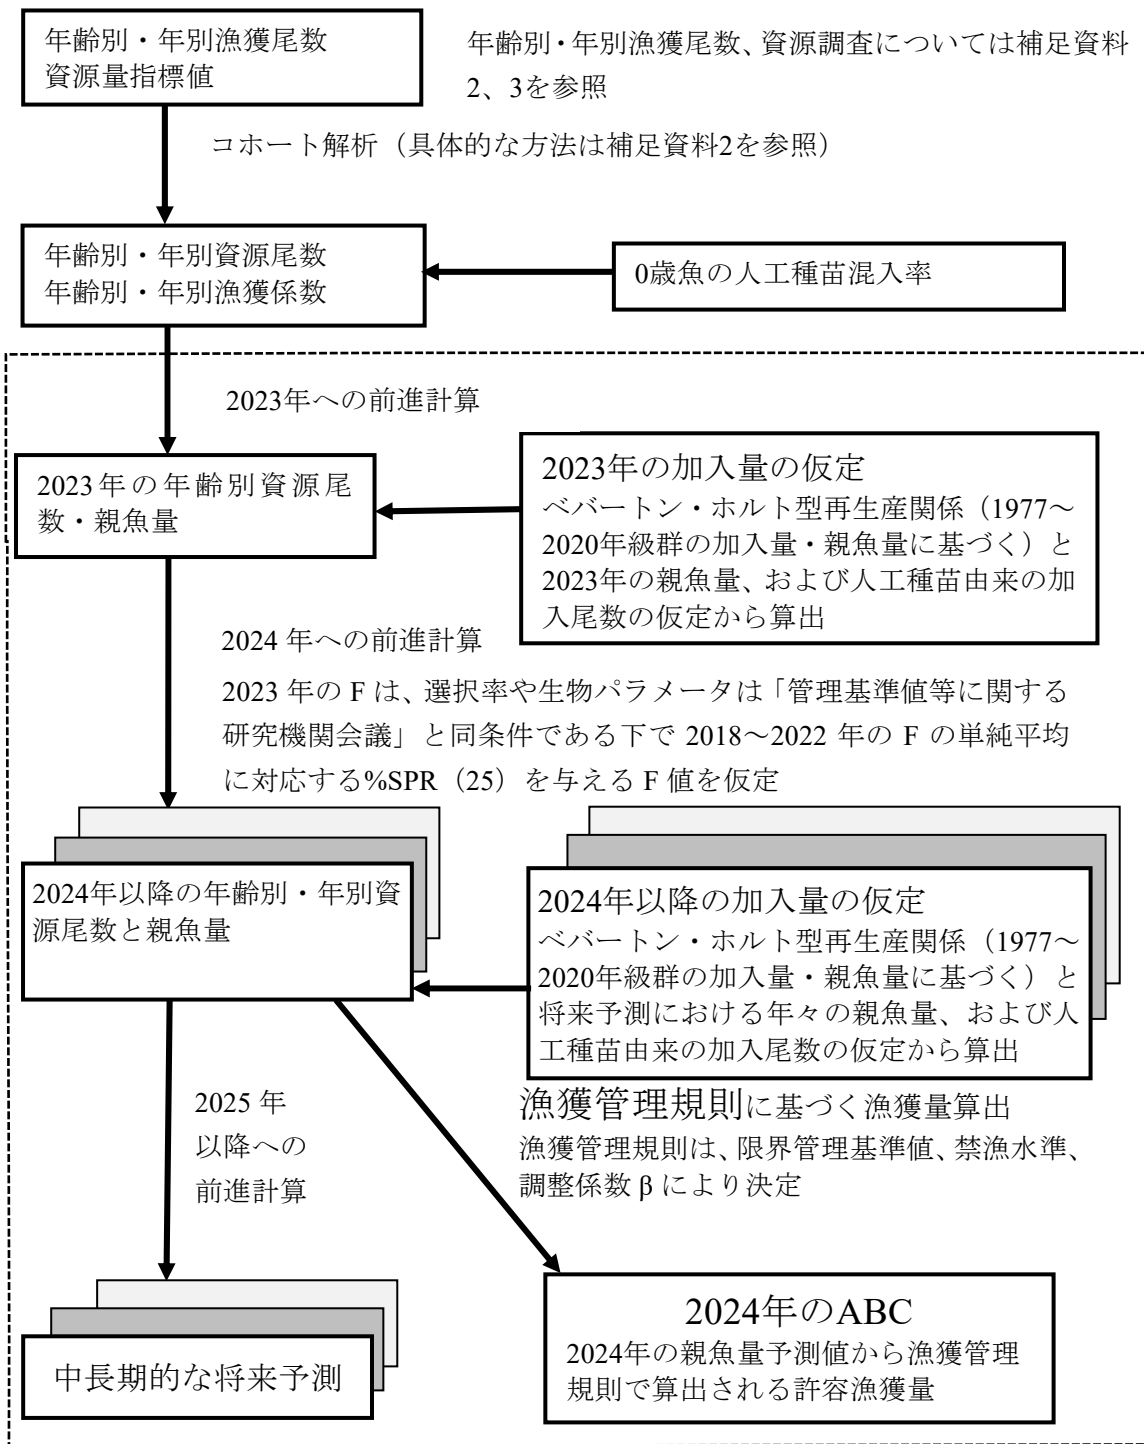 年齢別・年別漁獲尾数
資源量指標値
年齢別・年別漁獲尾数、資源調査については補足資料
2、3を参照
コホート解析（具体的な方法は補足資料2を参照）
年齢別・年別資源尾数
年齢別・年別漁獲係数
0歳魚の人工種苗混入率
2023年への前進計算
2023年の年齢別資源尾
数・親魚量
2023年の加入量の仮定
ベバートン・ホルト型再生産関係（1977～
2020年級群の加入量・親魚量に基づく）と
2023年の親魚量、および人工種苗由来の加
入尾数の仮定から算出
2024 年への前進計算
2023 年の F は、選択率や生物パラメータは「管理基準値等に関する
研究機関会議」と同条件である下で 2018～2022 年の F の単純平均
に対応する%SPR（25）を与える F 値を仮定
2024年以降の年齢別・年別資
源尾数と親魚量
2024年以降の加入量の仮定
ベバートン・ホルト型再生産関係（1977～
2020年級群の加入量・親魚量に基づく）と
将来予測における年々の親魚量、および人
工種苗由来の加入尾数の仮定から算出
2025 年
以降への
前進計算
漁獲管理規則に基づく漁獲量算出
漁獲管理規則は、限界管理基準値、禁漁水準、
調整係数 β により決定
中長期的な将来予測
2024年のABC
2024年の親魚量予測値から漁獲管理
規則で算出される許容漁獲量